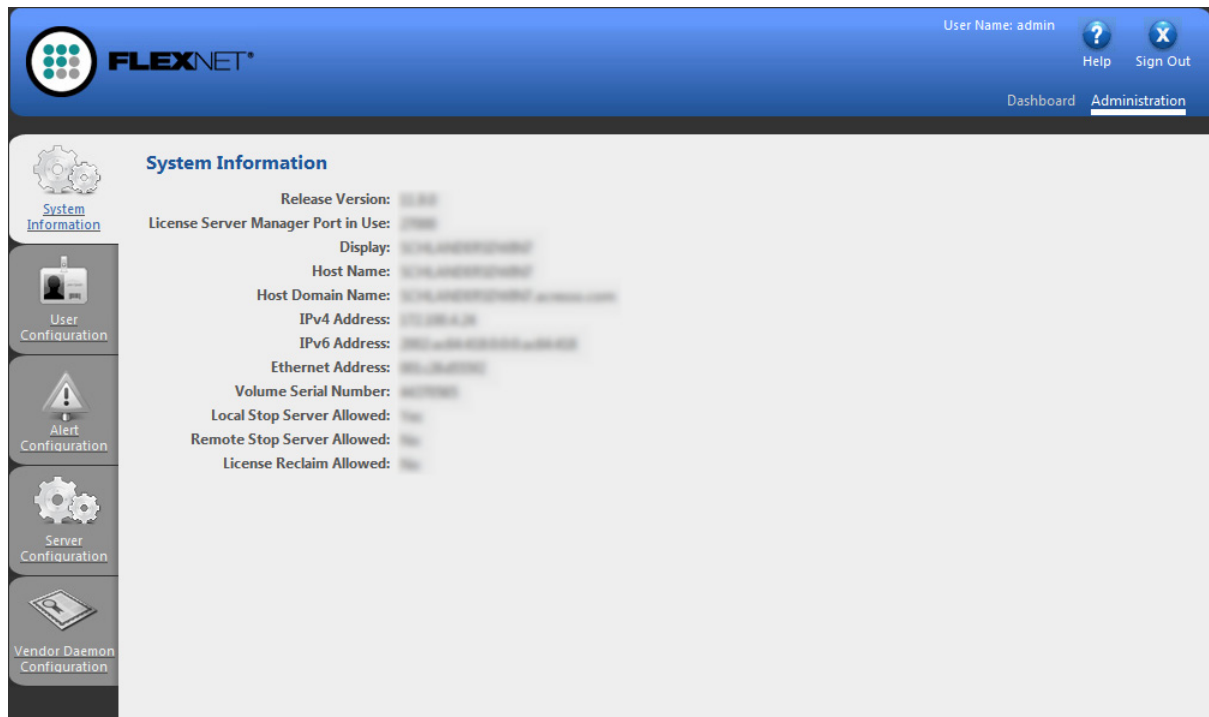 FLEXNET®
User Name: admin
?
Help
X
Sign Out
Dashboard
Administration
System Information
User Configuration
Alert Configuration
Server Configuration
Vendor Daemon Configuration
System Information
Release Version:
License Server Manager Port in Use:
Display:
Host Name:
Host Domain Name:
IPv4 Address:
IPv6 Address:
Ethernet Address:
Volume Serial Number:
Local Stop Server Allowed:
Remote Stop Server Allowed:
License Reclaim Allowed: